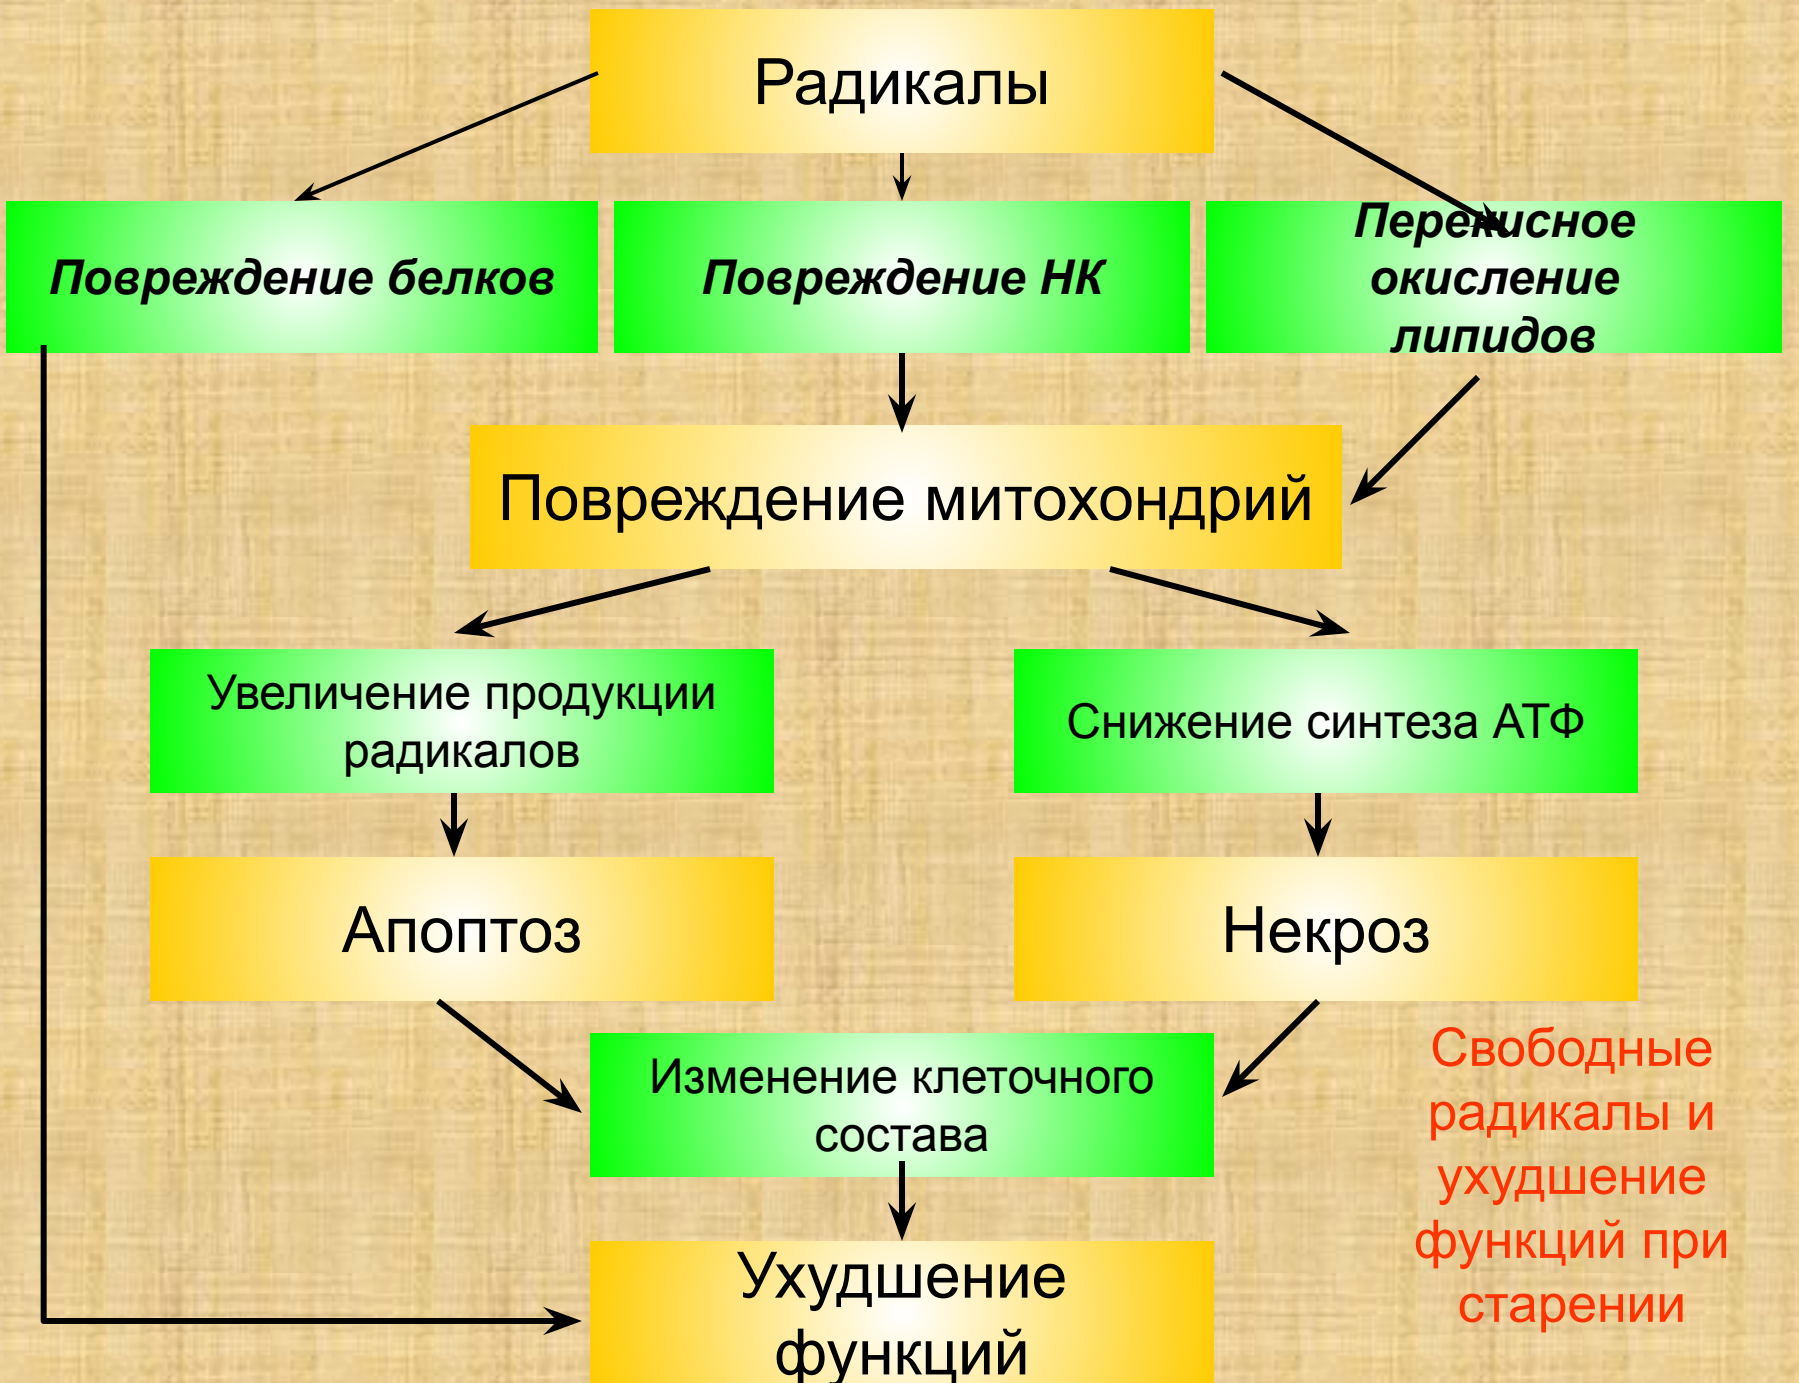 Радикалы
Повреждение белков
Повреждение НК
Перекисное
окисление
липидов
Повреждение митохондрий
Увеличение продукции
радикалов
Снижение синтеза АТФ
Апоптоз
Некроз
Изменение клеточного
состава
Ухудшение
функций
Свободные
радикалы и
ухудшение
функций при
старении